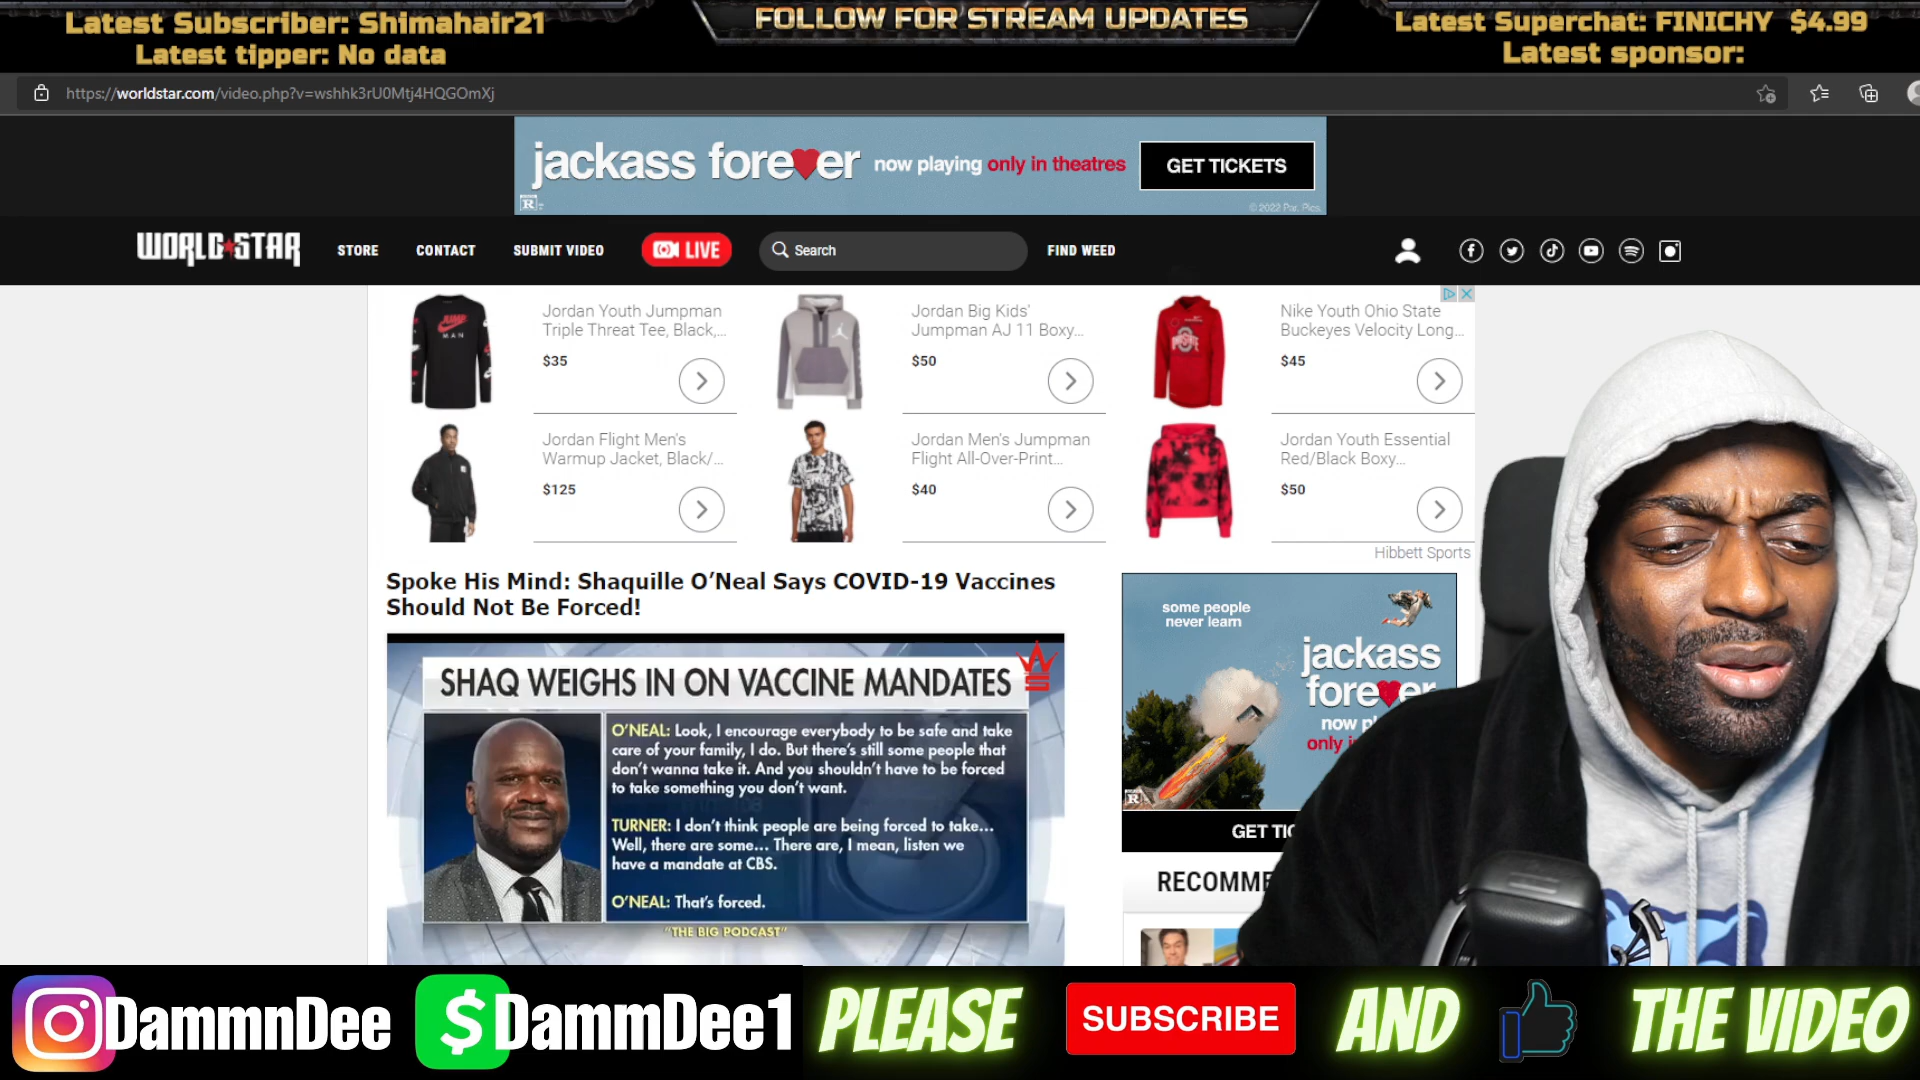 Latest Subscriber: Shimahair21
Latest tipper: No data
FOLLOW FOR STREAM UPDATES
Latest Superchat: FINICHY $4.99
Latest sponsor:
https://worldstar.com/video.php?v=wshhk3rU0Mtj4HQGOmXj
jackass forever now playing only in theatres
GET TICKETS
R
© 2022 Par. Pics.
WORLD STAR
STORE
CONTACT
SUBMIT VIDEO
LIVE
Search
FIND WEED
Jordan Youth Jumpman
Triple Threat Tee, Black,...
$35
Jordan Big Kids'
Jumpman AJ 11 Boxy...
$50
Nike Youth Ohio State
Buckeyes Velocity Long...
$45
Jordan Flight Men's
Warmup Jacket, Black/...
$125
Jordan Men's Jumpman
Flight All-Over-Print...
$40
Jordan Youth Essential
Red/Black Boxy...
$50
Hibbett Sports
Spoke His Mind: Shaquille O’Neal Says COVID-19 Vaccines
Should Not Be Forced!
SHAQ WEIGHS IN ON VACCINE MANDATES
O’NEAL: Look, I encourage everybody to be safe and take
care of your family, I do. But there’s still some people that
don’t wanna take it. And you shouldn’t have to be forced
to take something you don’t want.
TURNER: I don’t think people are being forced to take...
Well, there are some... There are, I mean, listen we
have a mandate at CBS.
O’NEAL: That’s forced.
“THE BIG PODCAST”
some people
never learn
jackass
forever
now pl
only i
R
GET TIC
RECOMME
DammnDee
$ DammDee1
PLEASE
SUBSCRIBE
AND
THE VIDEO